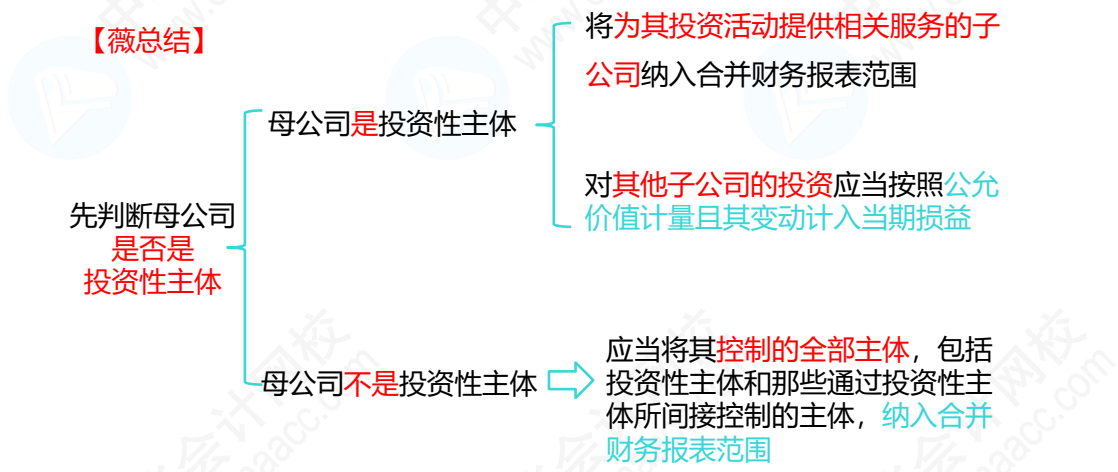 【薇总结】
将为其投资活动提供相关服务的子
公司纳入合并财务报表范围
母公司是投资性主体
对其他子公司的投资应当按照公允
价值计量且其变动计入当期损益
先判断母公司
是否是
投资性主体
应当将其控制的全部主体，包括
投资性主体和那些通过投资性主
体所间接控制的主体，纳入合并
财务报表范围
母公司不是投资性主体